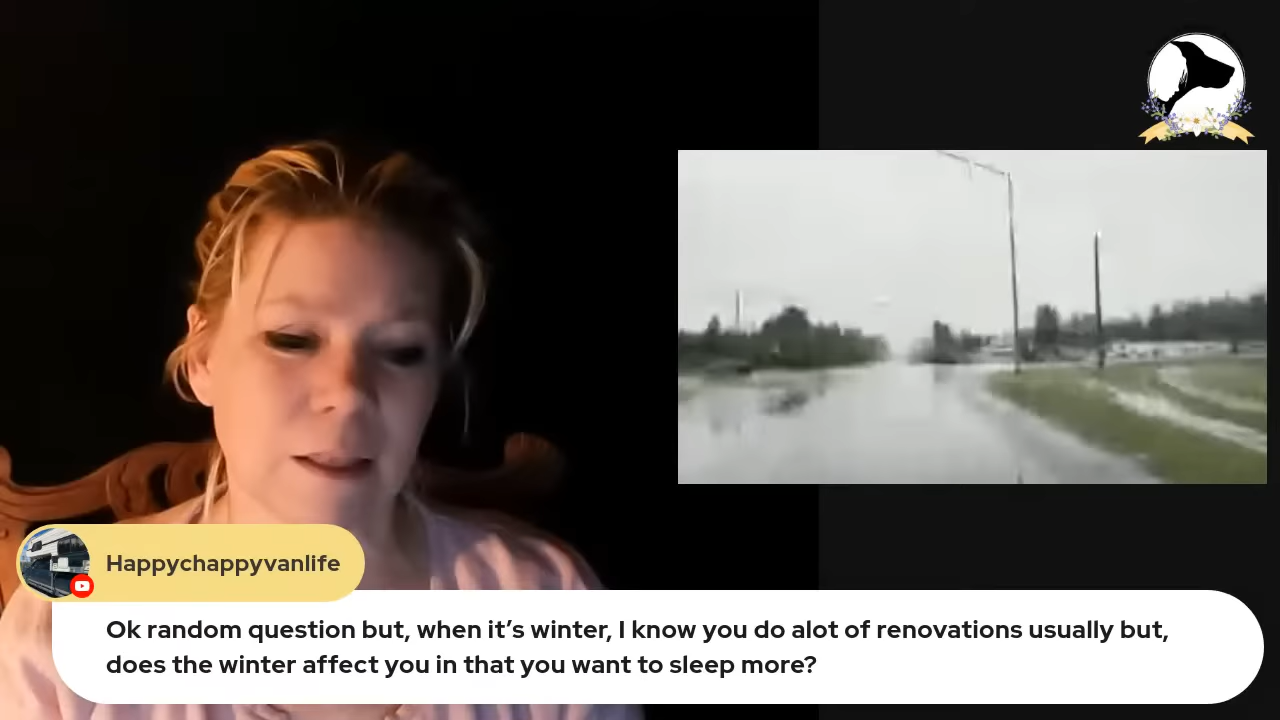 Happychappyvanlife
Ok random question but, when it’s winter, I know you do alot of renovations usually but,
does the winter affect you in that you want to sleep more?